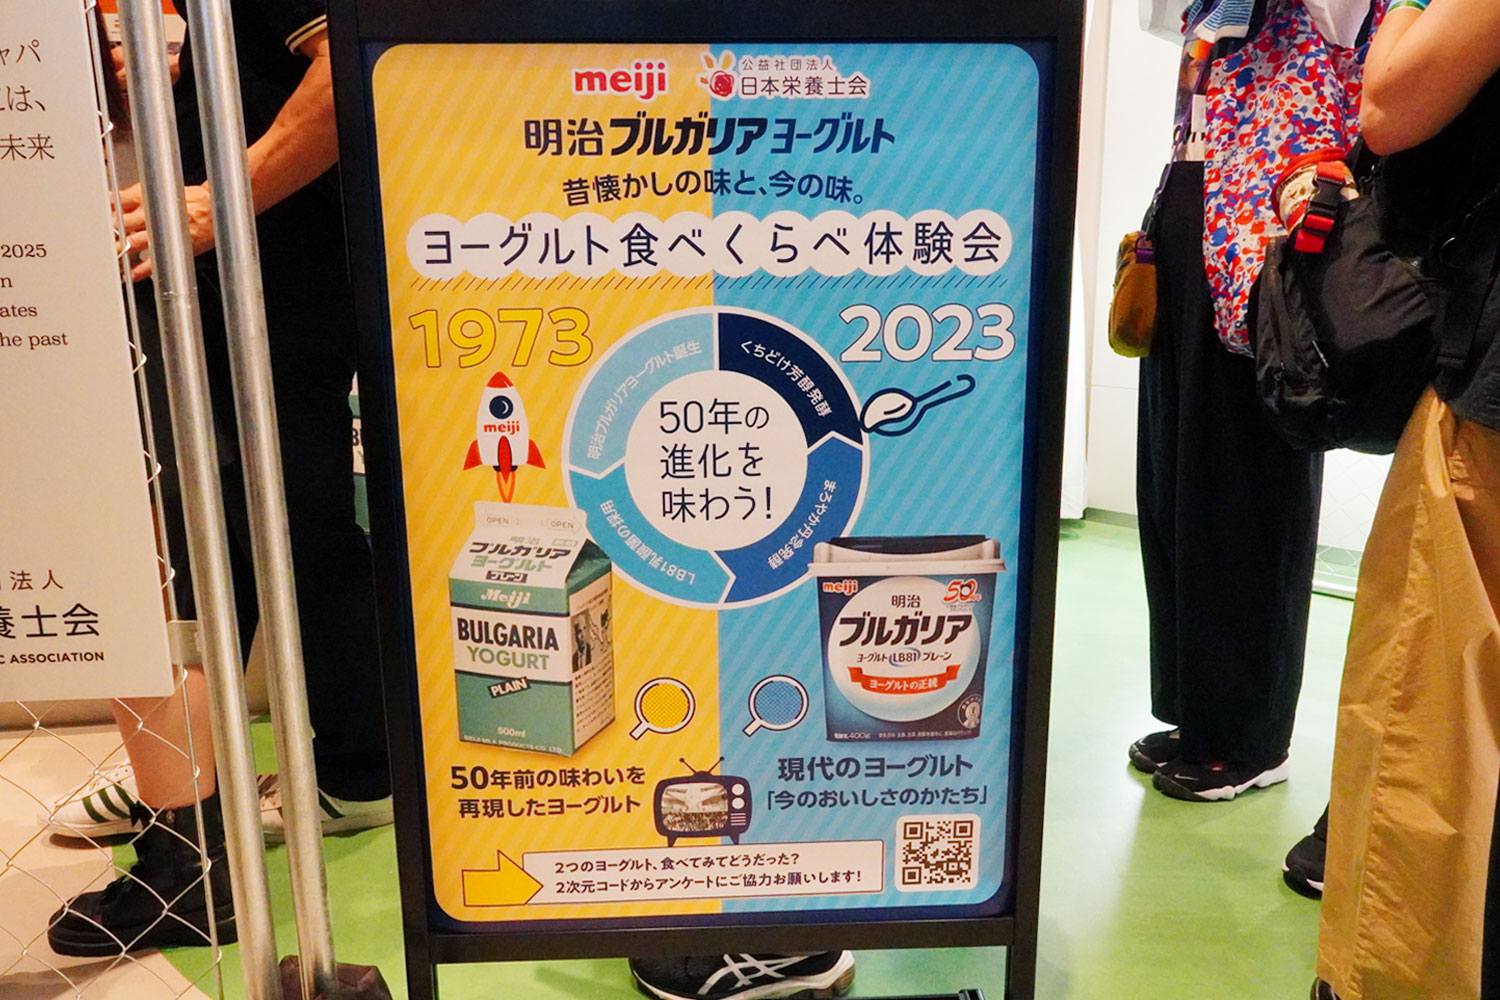 ャパ
は、
未来
2025
n
ates
he past
法人
養士会
C ASSOCIATION
meiji
公益社団法人
日本栄養士会
明治ブルガリアヨーグルト
昔懐かしの味と、今の味。
ヨーグルト食べくらべ体験会
1973
2023
明治ブルガリアヨーグルト誕生
くちどけ芳醇発酵
まろやか丹念発酵
LB81乳酸菌の採用
50年の
進化を
味わう!
meiji
OPEN
OPEN
明治
ブルガリア
ヨーグルト
プレーン
Meiji
BULGARIA
YOGURT
PLAIN
500ml
MEIJI MILK PRODUCTS CO., LTD.
meiji
50
明治
ブルガリア
ヨーグルト LB81 プレーン
ヨーグルトの正統
400g
50年前の味わいを
再現したヨーグルト
現代のヨーグルト
「今のおいしさのかたち」
2つのヨーグルト、食べてみてどうだった?
2次元コードからアンケートにご協力お願いします!